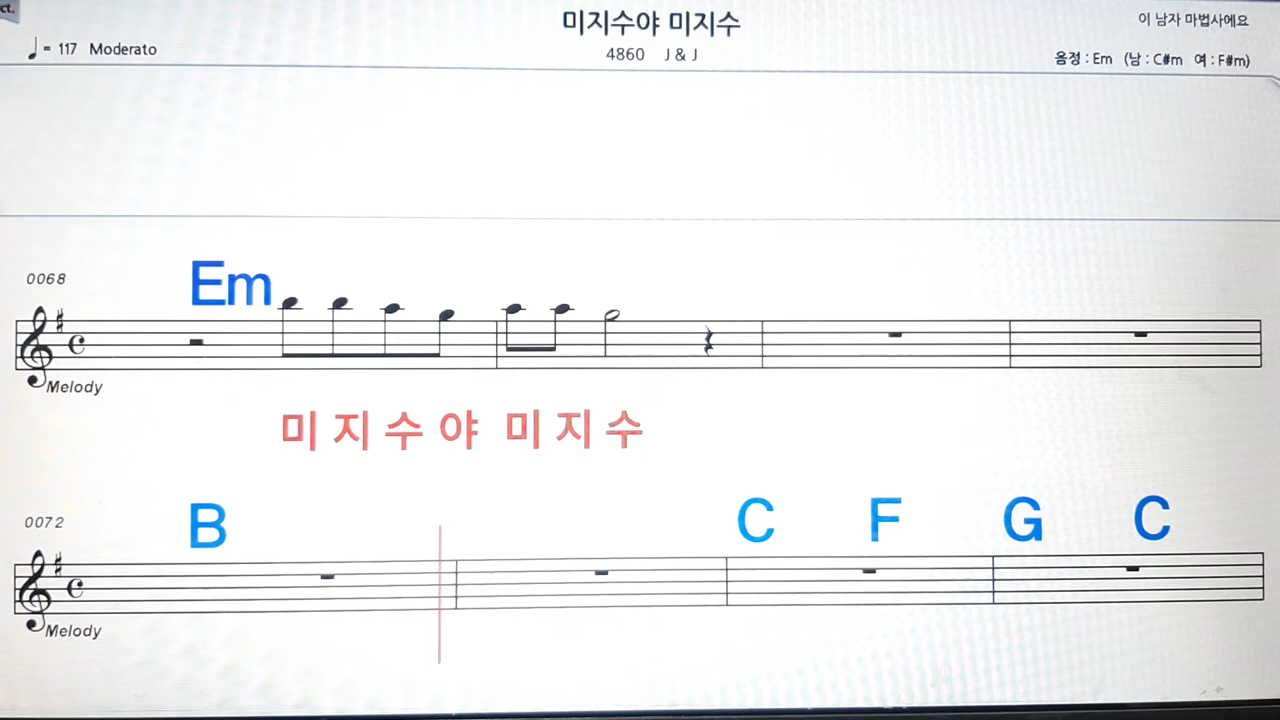 ct.
미지수야 미지수
이 남자 마법사에요
♩ = 117 Moderato
4860 J & J
음정 : Em (남 : C#m 여 : F#m)
0068
Em
Melody
미 지 수 야 미 지 수
0072
B C F G C
Melody